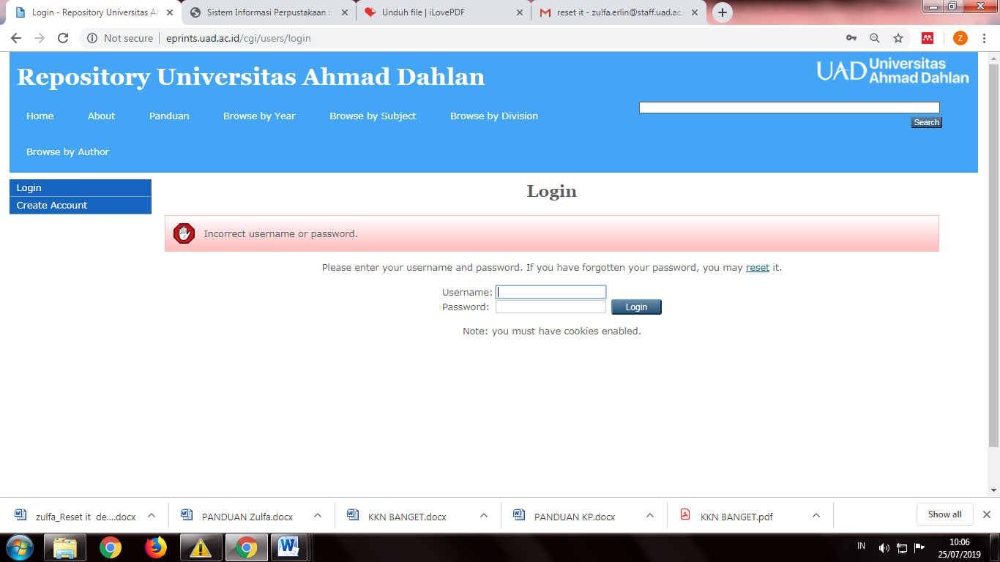 Login - Repository Universitas Ah
Sistem Informasi Perpustakaan ::
Unduh file | iLovePDF
reset it - zulfa.erlin@staff.uad.ac.
Not secure
eprints.uad.ac.id/cgi/users/login
Z
Repository Universitas Ahmad Dahlan
UAD Universitas
Ahmad Dahlan
Home
About
Panduan
Browse by Year
Browse by Subject
Browse by Division
Search
Browse by Author
Login
Create Account
Login
Incorrect username or password.
Please enter your username and password. If you have forgotten your password, you may reset it.
Username:
Password:
Login
Note: you must have cookies enabled.
zulfa_Reset it de....docx
PANDUAN Zulfa.docx
KKN BANGET.docx
PANDUAN KP.docx
KKN BANGET.pdf
Show all
IN
10:06
25/07/2019